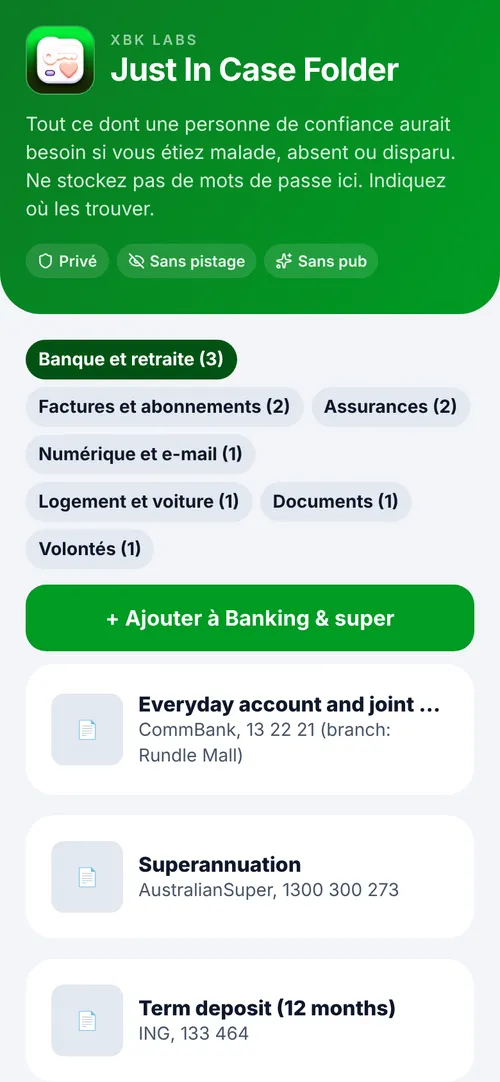 XBK LABS
Just In Case Folder
Tout ce dont une personne de confiance aurait
besoin si vous étiez malade, absent ou disparu.
Ne stockez pas de mots de passe ici. Indiquez
où les trouver.
Privé
Sans pistage
Sans pub
Banque et retraite (3)
Factures et abonnements (2)
Assurances (2)
Numérique et e-mail (1)
Logement et voiture (1)
Documents (1)
Volontés (1)
+ Ajouter à Banking & super
Everyday account and joint ...
CommBank, 13 22 21 (branch:
Rundle Mall)
Superannuation
AustralianSuper, 1300 300 273
Term deposit (12 months)
ING, 133 464